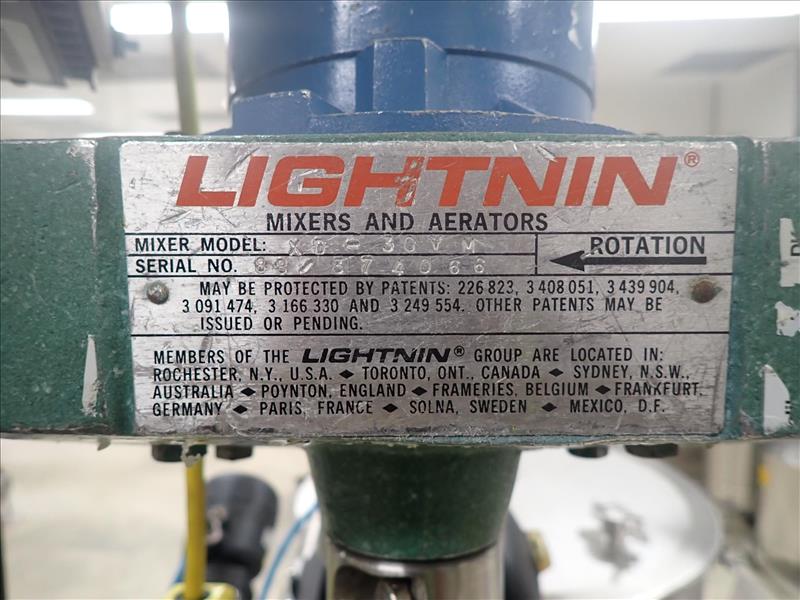 LIGHTNIN®
MIXERS AND AERATORS
MIXER MODEL: XD-30VM
ROTATION
SERIAL NO.
MAY BE PROTECTED BY PATENTS: 226 823, 3 408 051, 3 439 904,
3 091 474, 3 166 330 AND 3 249 554. OTHER PATENTS MAY BE
ISSUED OR PENDING.
MEMBERS OF THE LIGHTNIN® GROUP ARE LOCATED IN:
ROCHESTER, N.Y., U.S.A. ◆ TORONTO, ONT., CANADA ◆ SYDNEY, N.S.W.,
AUSTRALIA ◆ POYNTON, ENGLAND ◆ FRAMERIES, BELGIUM ◆ FRANKFURT,
GERMANY ◆ PARIS, FRANCE ◆ SOLNA, SWEDEN ◆ MEXICO, D.F.